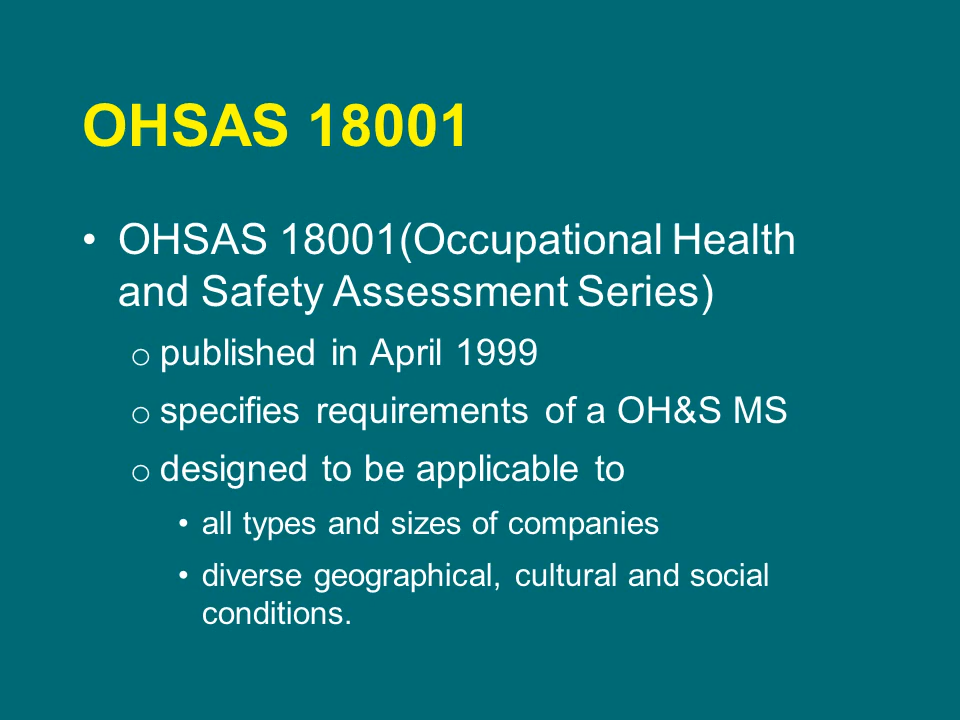 OHSAS 18001
• OHSAS 18001(Occupational Health
and Safety Assessment Series)
o published in April 1999
o specifies requirements of a OH&S MS
o designed to be applicable to
• all types and sizes of companies
• diverse geographical, cultural and social
conditions.